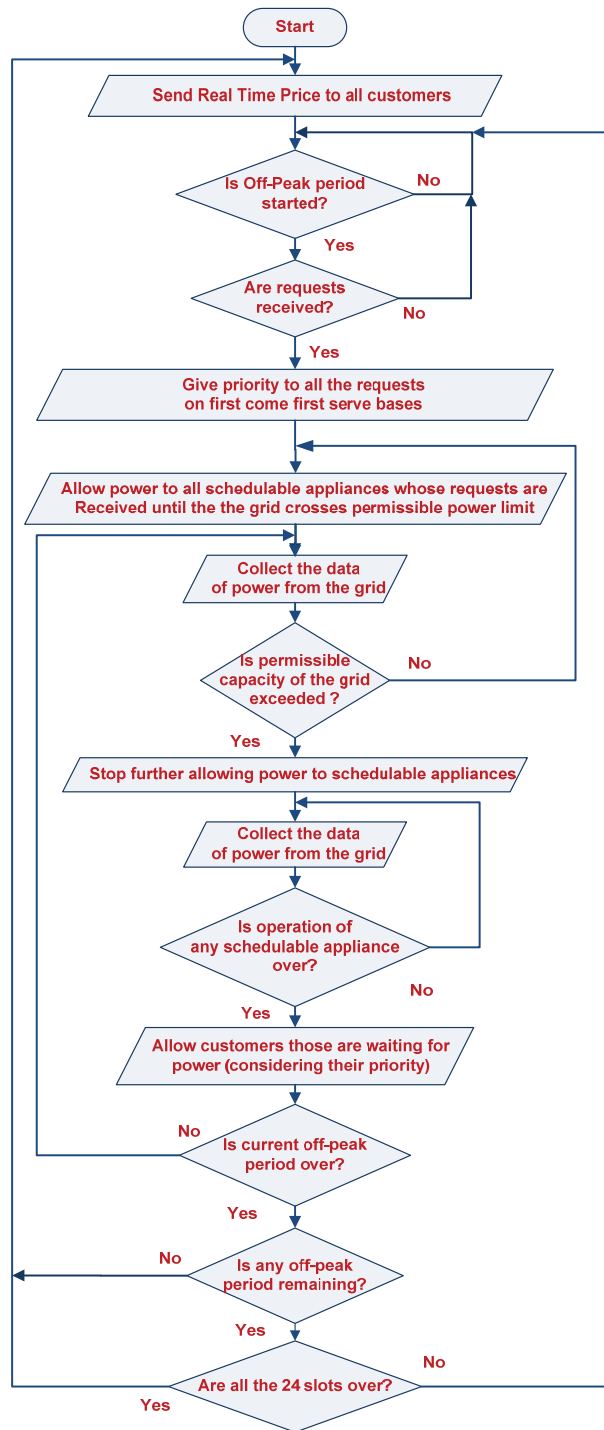 Start
Send Real Time Price to all customers
Is Off-Peak period
started?
No
Yes
Are requests
received?
No
Yes
Give priority to all the requests
on first come first serve bases
Allow power to all schedulable appliances whose requests are
Received until the the grid crosses permissible power limit
Collect the data
of power from the grid
Is permissible
capacity of the grid
exceeded ?
No
Yes
Stop further allowing power to schedulable appliances
Collect the data
of power from the grid
Is operation of
any schedulable appliance
over?
No
Yes
Allow customers those are waiting for
power (considering their priority)
No
Is current off-peak
period over?
Yes
No
Is any off-peak
period remaining?
Yes
Are all the 24 slots over?
No
Yes